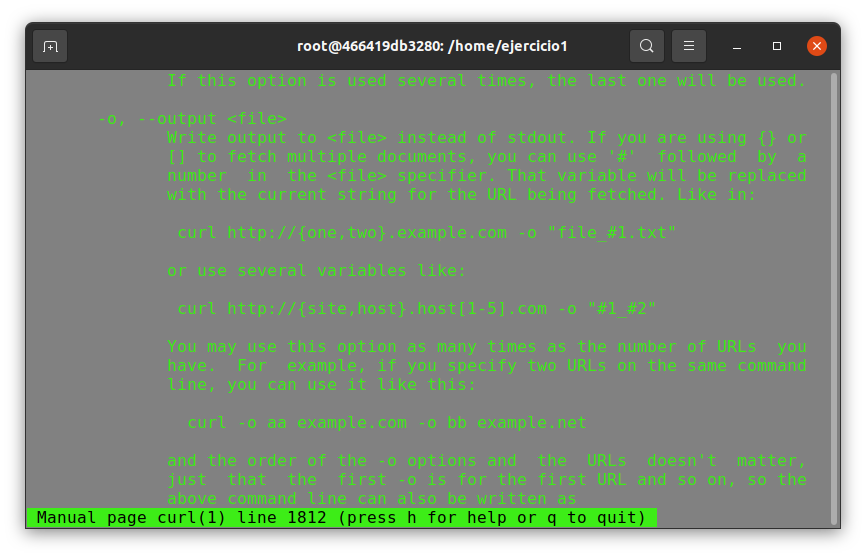 root@466419db3280: /home/ejercicio1
If this option is used several times, the last one will be used.
-o, --output <file>
Write output to <file> instead of stdout. If you are using {} or
[] to fetch multiple documents, you can use '#'  followed  by  a
number  in  the <file> specifier. That variable will be replaced
with the current string for the URL being fetched. Like in:
curl http://{one,two}.example.com -o "file_#1.txt"
or use several variables like:
curl http://{site,host}.host[1-5].com -o "#1_#2"
You may use this option as many times as the number of URLs  you
have.  For  example, if you specify two URLs on the same command
line, you can use it like this:
curl -o aa example.com -o bb example.net
and the order of the -o options and  the  URLs  doesn't  matter,
just  that  the  first -o is for the first URL and so on, so the
above command line can also be written as
Manual page curl(1) line 1812 (press h for help or q to quit)